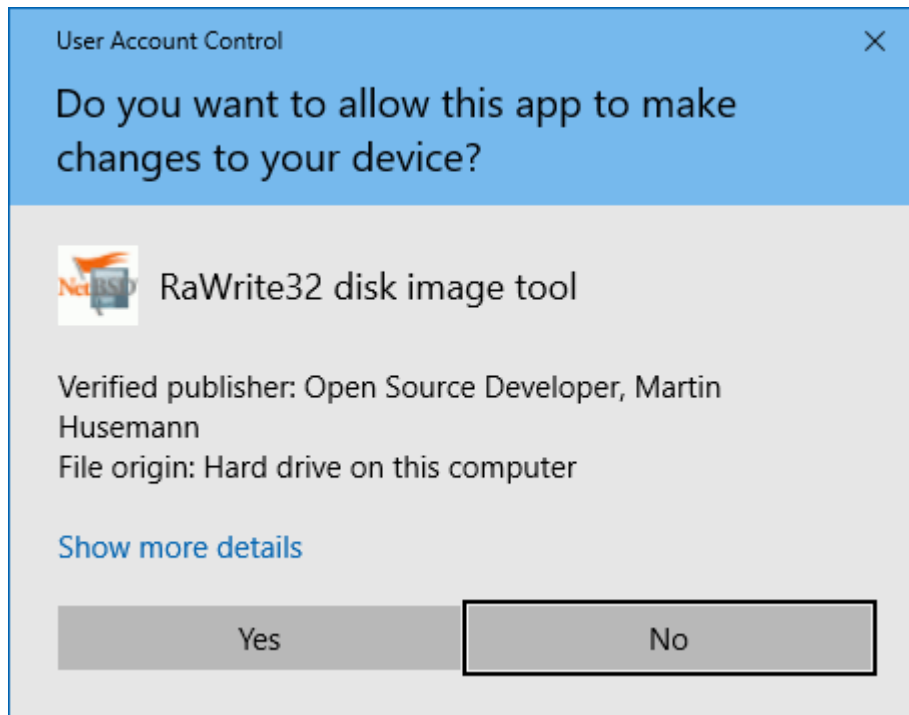 User Account Control
Do you want to allow this app to make
changes to your device?
NetBSD
RaWrite32 disk image tool
Verified publisher: Open Source Developer, Martin
Husemann
File origin: Hard drive on this computer
Show more details
Yes
No